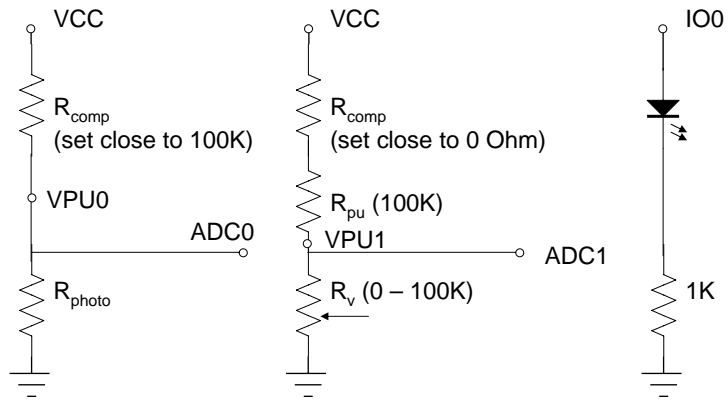 VCC
R_comp
(set close to 100K)
VPU0
ADC0
R_photo
VCC
R_comp
(set close to 0 Ohm)
R_pu (100K)
VPU1
ADC1
R_v (0 – 100K)
IO0
1K